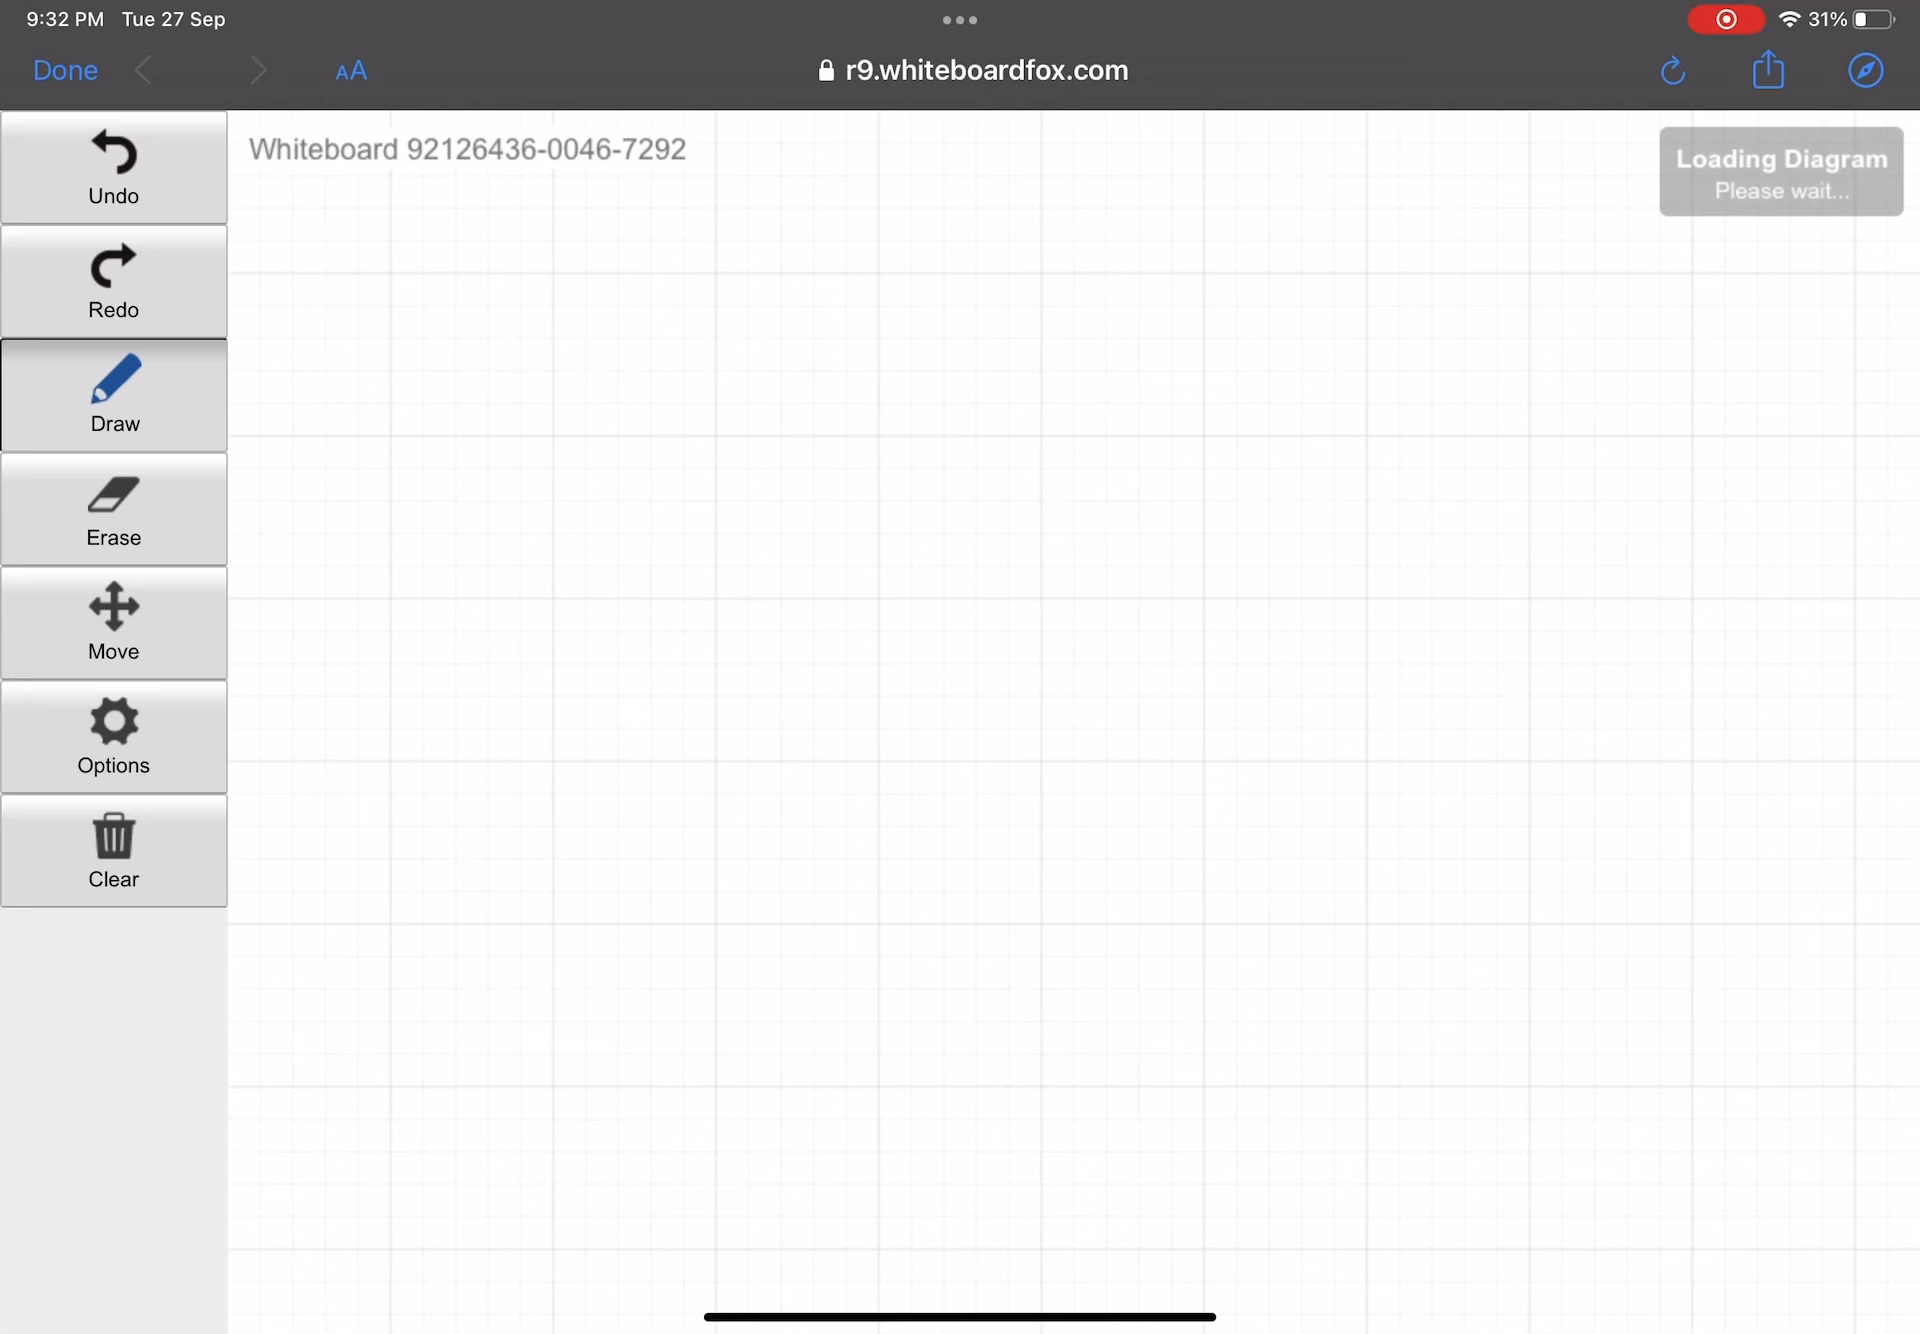 9:32 PM Tue 27 Sep
31%
Done
AA
r9.whiteboardfox.com
Undo
Redo
Draw
Erase
Move
Options
Clear
Whiteboard 92126436-0046-7292
Loading Diagram
Please wait...